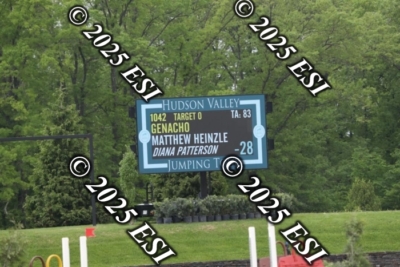 © 2025 ESI
© 2025 ESI
HUDSON VALLEY
1042 TARGET 0 TA: 83
GENACHO
MATTHEW HEINZLE
DIANA PATTERSON -28
JUMPING
© 2025 ESI
© 2025 ESI